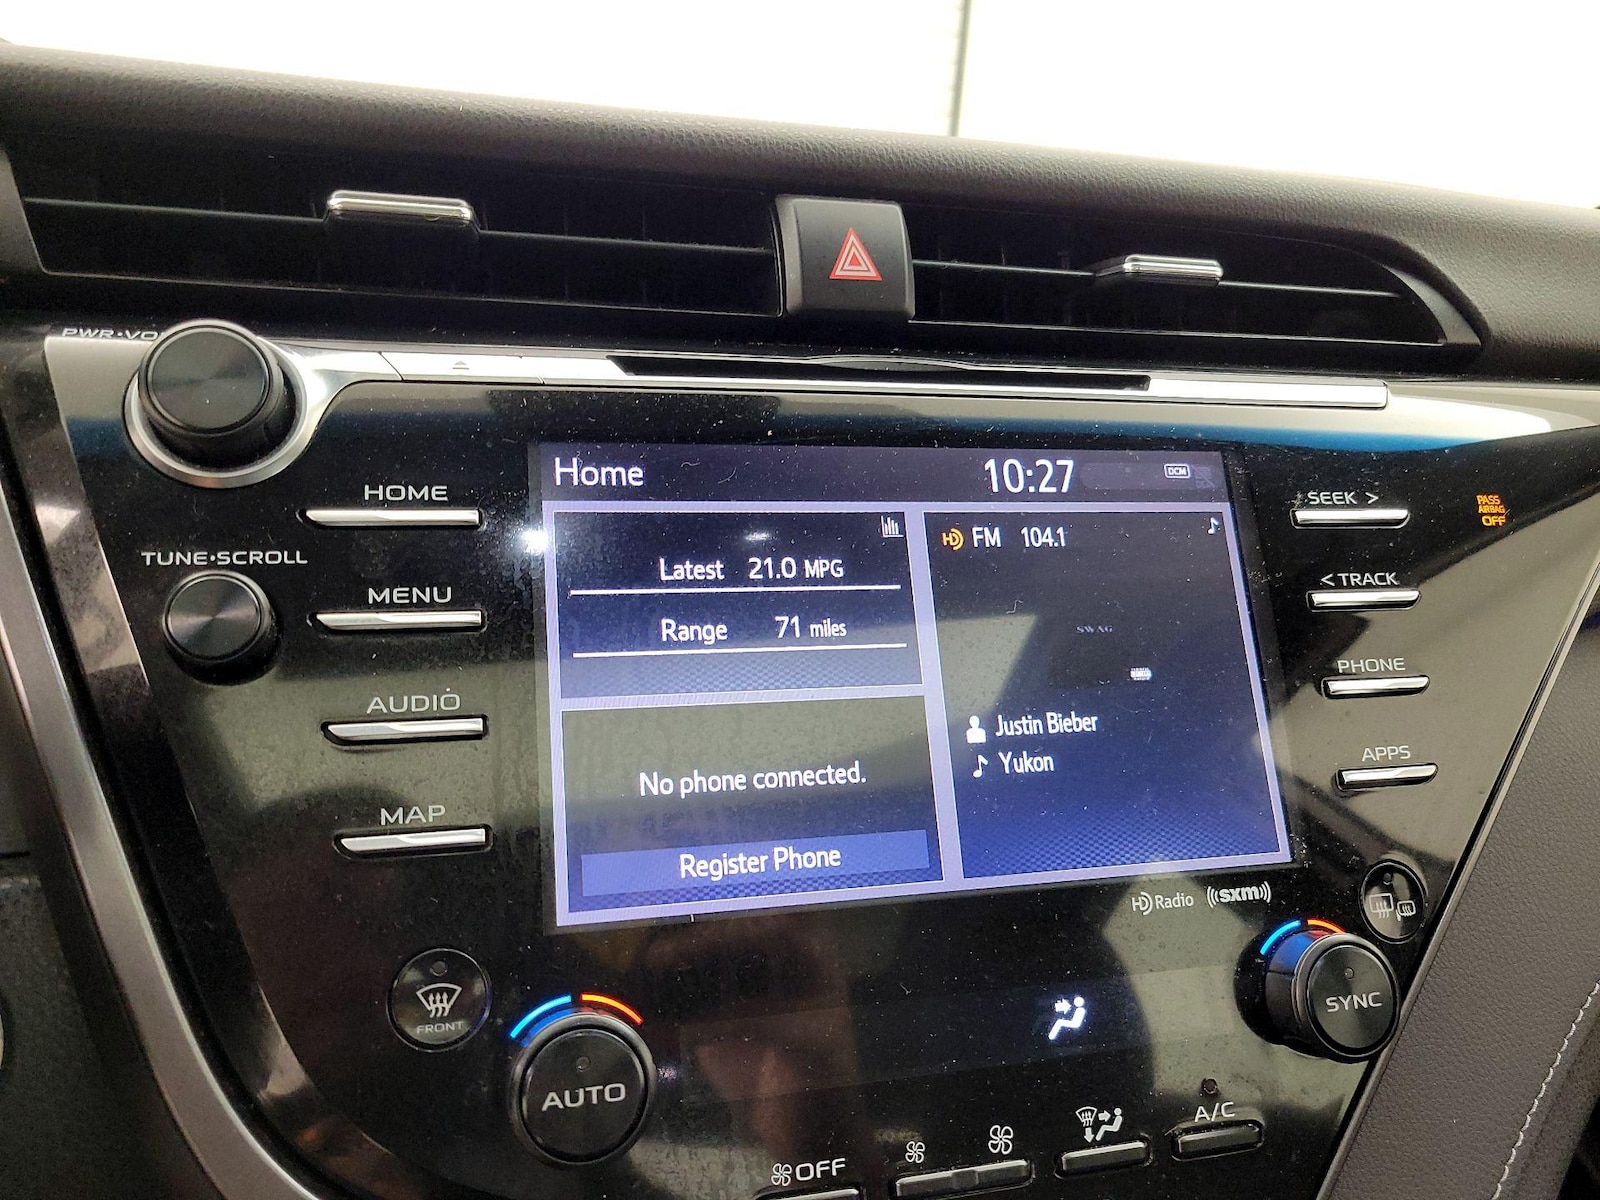 PWR•VO
HOME
TUNE•SCROLL
MENU
AUDIO
MAP
Home
10:27
DCM
Latest 21.0 MPG
Range 71 miles
No phone connected.
Register Phone
HD FM 104.1
SWAG
Justin Bieber
Yukon
HD Radio
((sxm))
SEEK >
< TRACK
PHONE
APPS
PASS
AIRBAG
OFF
FRONT
AUTO
SYNC
OFF
A/C